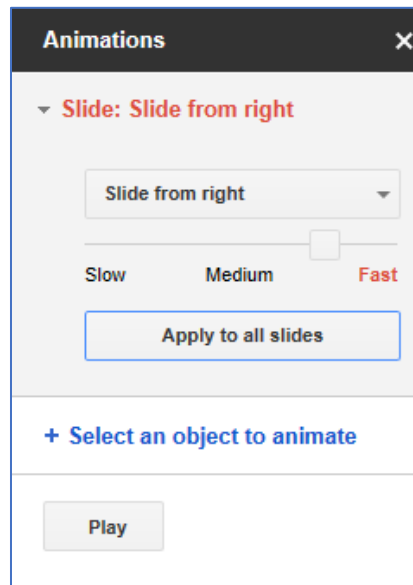 Animations ×
Slide: Slide from right
Slide from right
Slow Medium Fast
Apply to all slides
+ Select an object to animate
Play